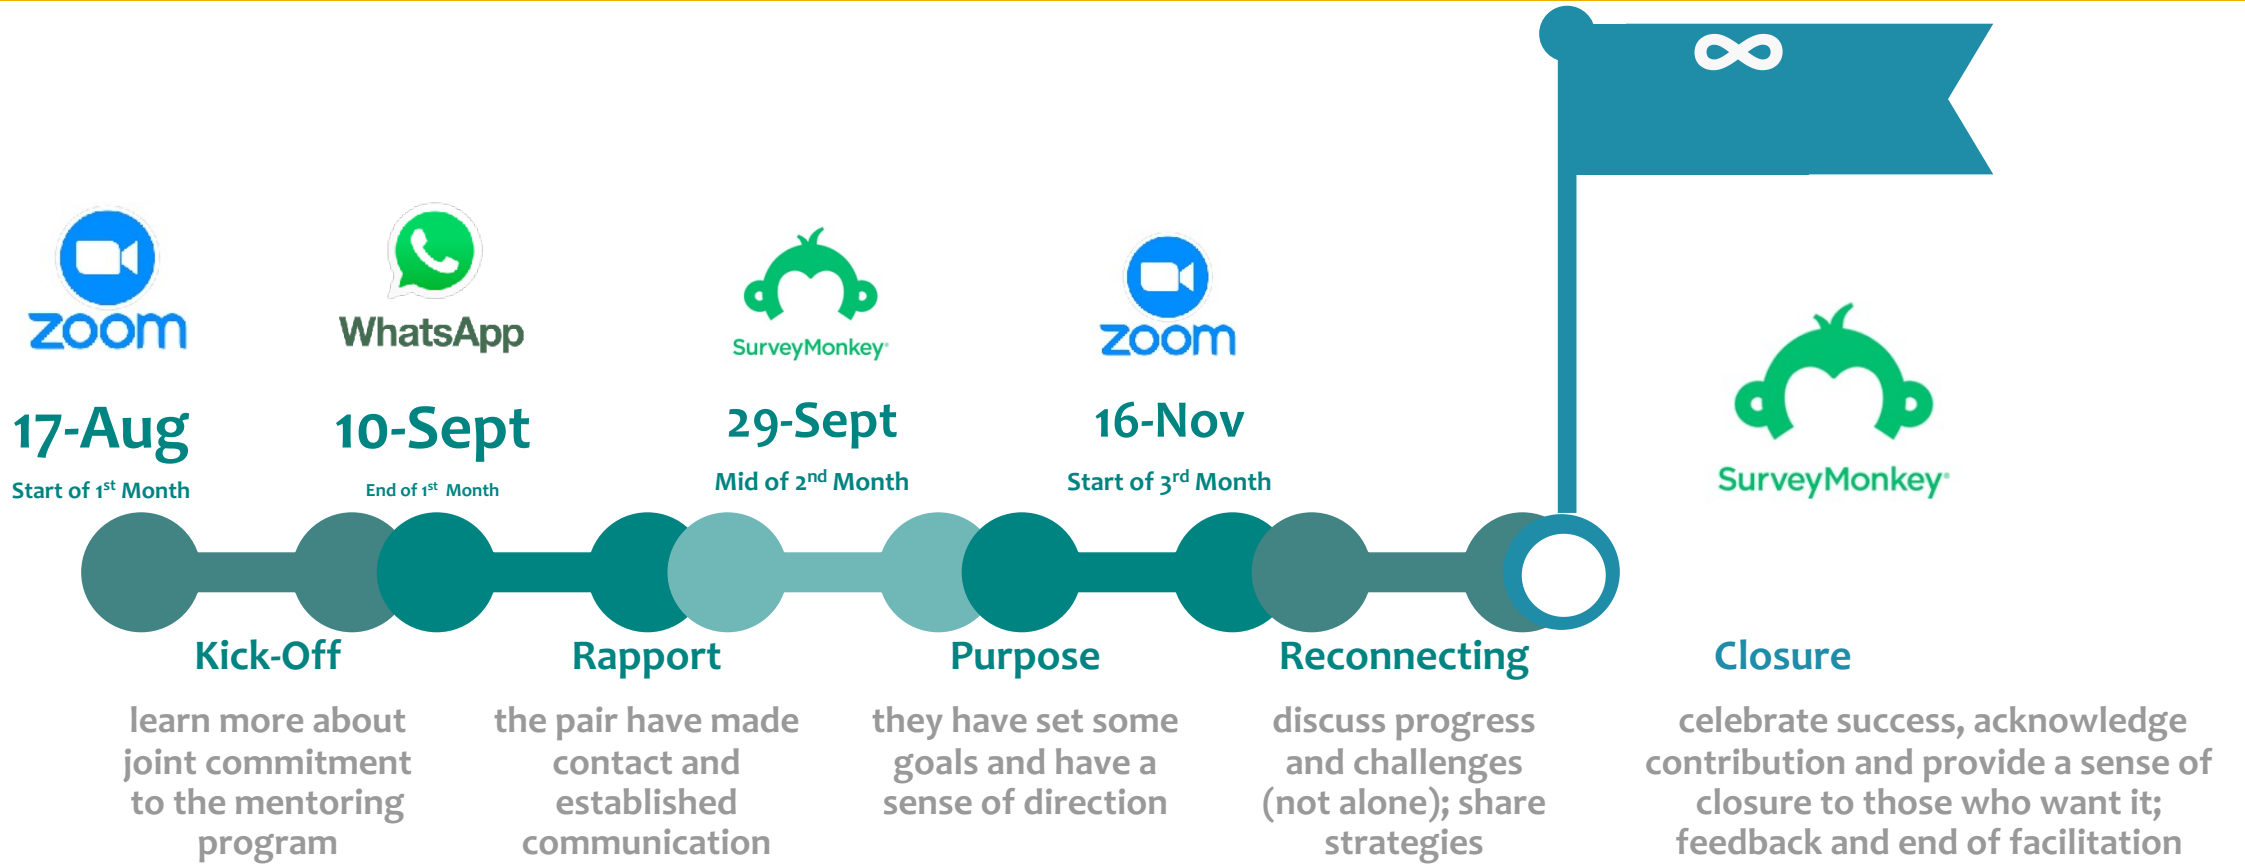 ∞
zoom
WhatsApp
SurveyMonkey
zoom
SurveyMonkey
17-Aug
10-Sept
29-Sept
16-Nov
Start of 1st Month
End of 1st Month
Mid of 2nd Month
Start of 3rd Month
Kick-Off
learn more about
joint commitment
to the mentoring
program
Rapport
the pair have made
contact and
established
communication
Purpose
they have set some
goals and have a
sense of direction
Reconnecting
discuss progress
and challenges
(not alone); share
strategies
Closure
celebrate success, acknowledge
contribution and provide a sense of
closure to those who want it;
feedback and end of facilitation